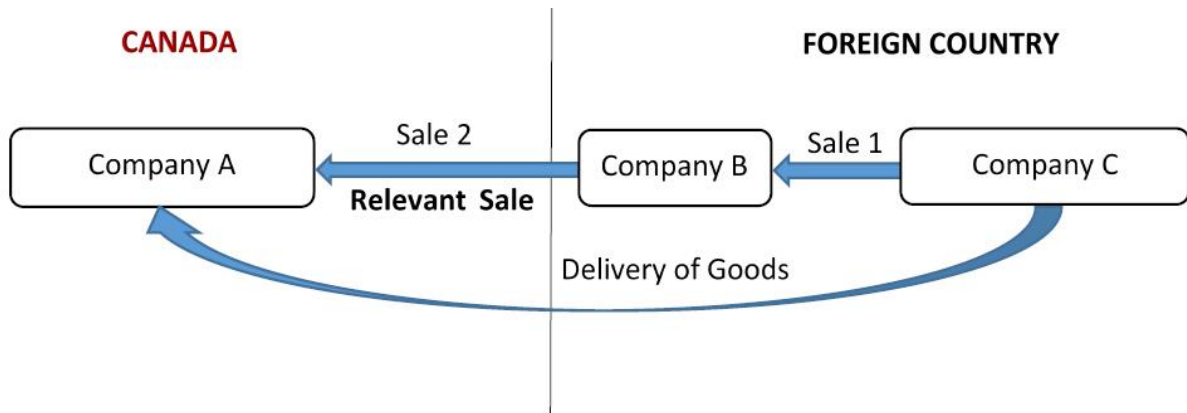 CANADA
FOREIGN COUNTRY
Company A
Sale 2
Relevant Sale
Company B
Sale 1
Company C
Delivery of Goods